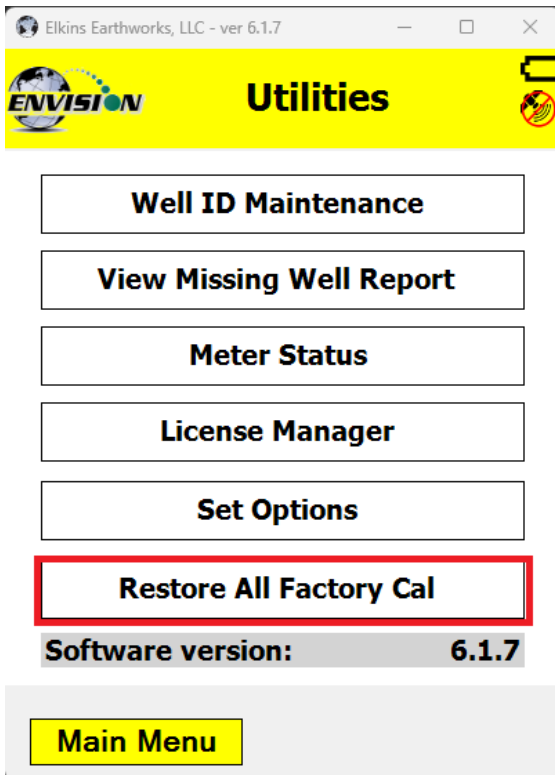 Elkins Earthworks, LLC - ver 6.1.7
ENVISION
Utilities
Well ID Maintenance
View Missing Well Report
Meter Status
License Manager
Set Options
Restore All Factory Cal
Software version: 6.1.7
Main Menu